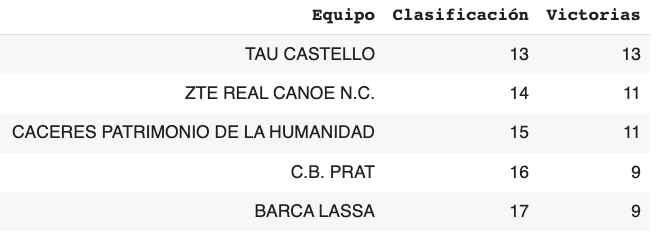 Equipo Clasificación Victorias
TAU CASTELLO 13 13
ZTE REAL CANOE N.C. 14 11
CACERES PATRIMONIO DE LA HUMANIDAD 15 11
C.B. PRAT 16 9
BARCA LASSA 17 9